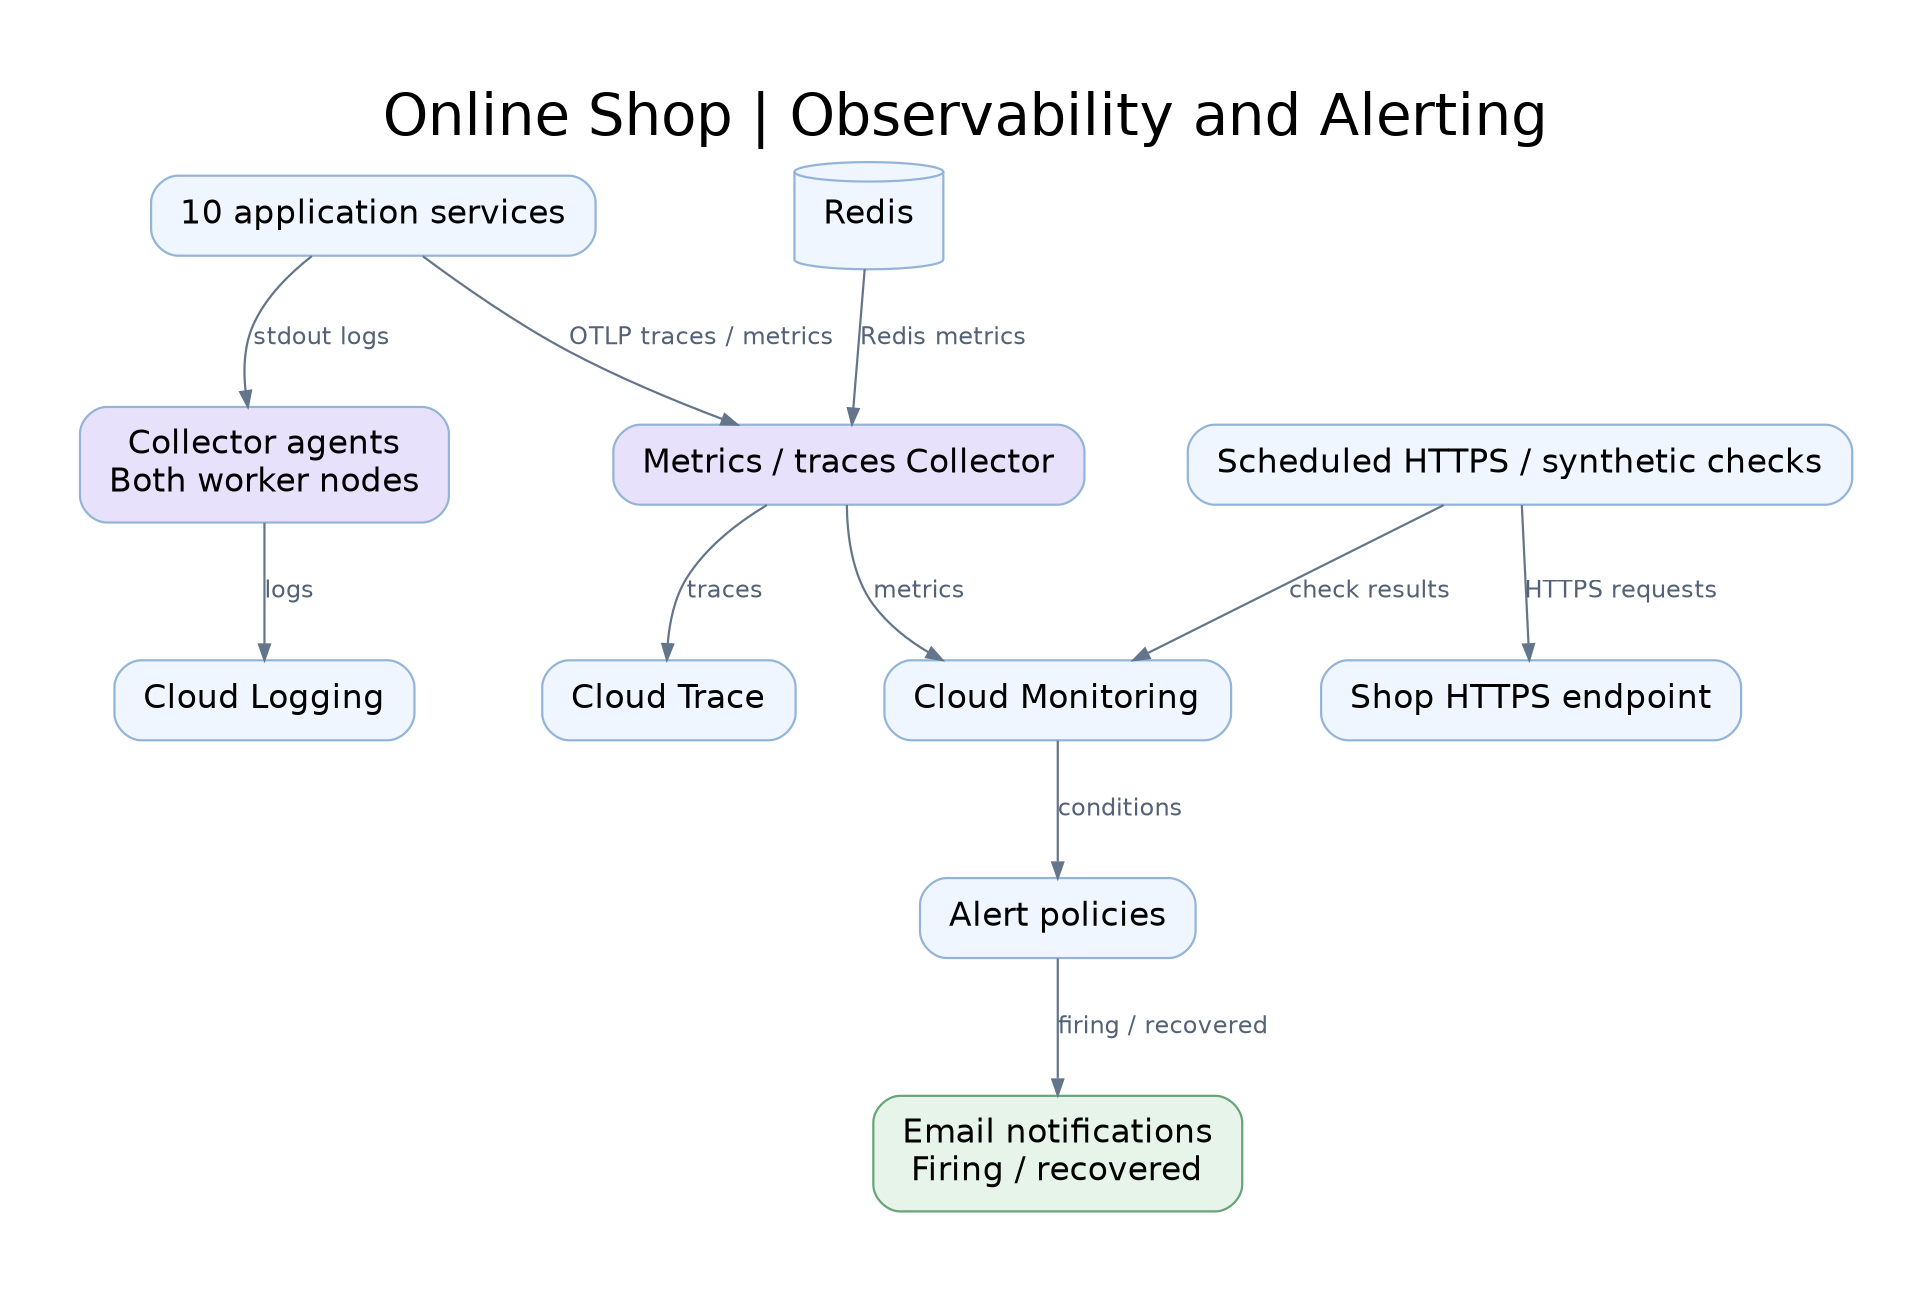 Online Shop | Observability and Alerting
10 application services
Redis
stdout logs
OTLP traces / metrics
Redis metrics
Collector agents
Both worker nodes
Metrics / traces Collector
Scheduled HTTPS / synthetic checks
logs
traces
metrics
check results
HTTPS requests
Cloud Logging
Cloud Trace
Cloud Monitoring
Shop HTTPS endpoint
conditions
Alert policies
firing / recovered
Email notifications
Firing / recovered